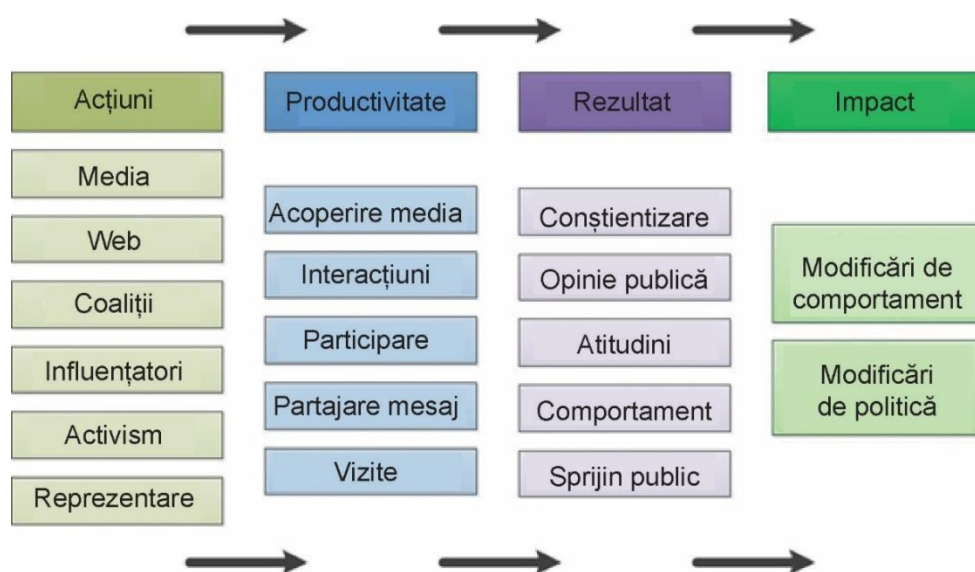 Acțiuni
Media
Web
Coaliții
Influențatori
Activism
Reprezentare
Productivitate
Acoperire media
Interacțiuni
Participare
Partajare mesaj
Vizite
Rezultat
Conștientizare
Opinie publică
Atitudini
Comportament
Sprijin public
Impact
Modificări de
comportament
Modificări
de politică